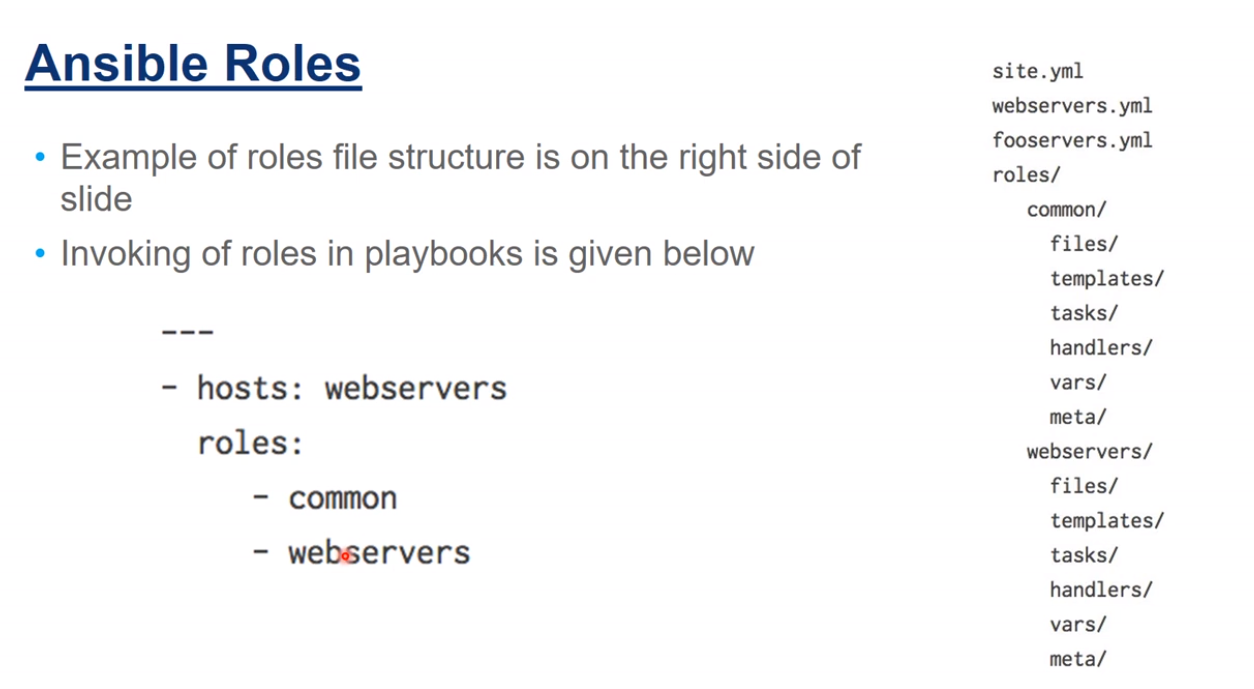 Ansible Roles
• Example of roles file structure is on the right side of
slide
• Invoking of roles in playbooks is given below
---
- hosts: webservers
  roles:
     - common
     - webservers
site.yml
webservers.yml
fooservers.yml
roles/
   common/
     files/
     templates/
     tasks/
     handlers/
     vars/
     meta/
   webservers/
     files/
     templates/
     tasks/
     handlers/
     vars/
     meta/